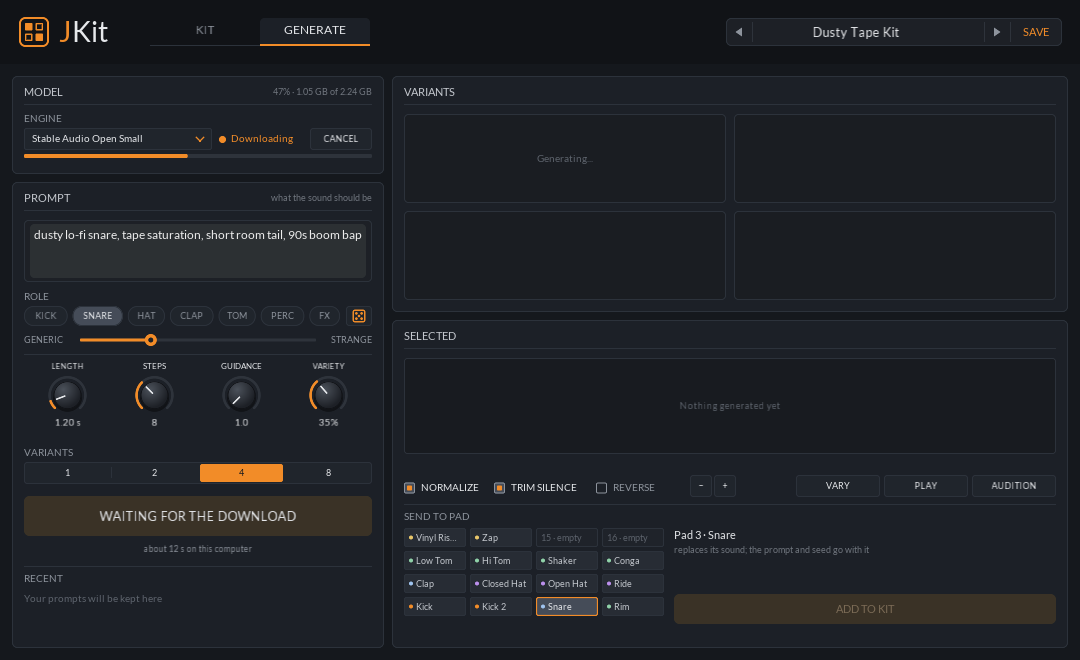 JKit
KIT
GENERATE
Dusty Tape Kit
SAVE
MODEL
47% · 1.05 GB of 2.24 GB
ENGINE
Stable Audio Open Small
Downloading
CANCEL
PROMPT
what the sound should be
dusty lo-fi snare, tape saturation, short room tail, 90s boom bap
ROLE
KICK
SNARE
HAT
CLAP
TOM
PERC
FX
GENERIC
STRANGE
LENGTH
STEPS
GUIDANCE
VARIETY
1.20 s
8
1.0
35%
VARIANTS
1
2
4
8
WAITING FOR THE DOWNLOAD
about 12 s on this computer
RECENT
Your prompts will be kept here
VARIANTS
Generating...
SELECTED
Nothing generated yet
NORMALIZE
TRIM SILENCE
REVERSE
-
+
VARY
PLAY
AUDITION
SEND TO PAD
Vinyl Ris...
Zap
15 · empty
16 · empty
Low Tom
Hi Tom
Shaker
Conga
Clap
Closed Hat
Open Hat
Ride
Kick
Kick 2
Snare
Rim
Pad 3 · Snare
replaces its sound; the prompt and seed go with it
ADD TO KIT